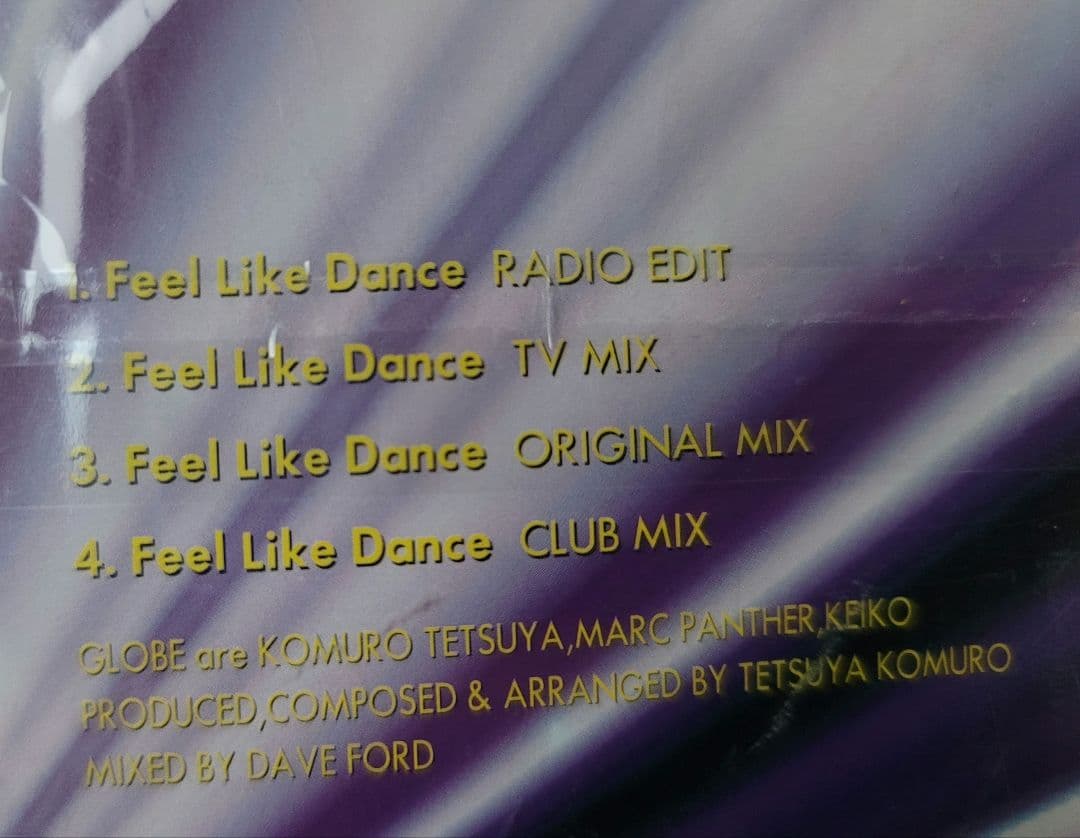 1. Feel Like Dance RADIO EDIT
2. Feel Like Dance TV MIX
3. Feel Like Dance ORIGINAL MIX
4. Feel Like Dance CLUB MIX
GLOBE are KOMURO TETSUYA,MARC PANTHER,KEIKO
PRODUCED,COMPOSED & ARRANGED BY TETSUYA KOMURO
MIXED BY DAVE FORD